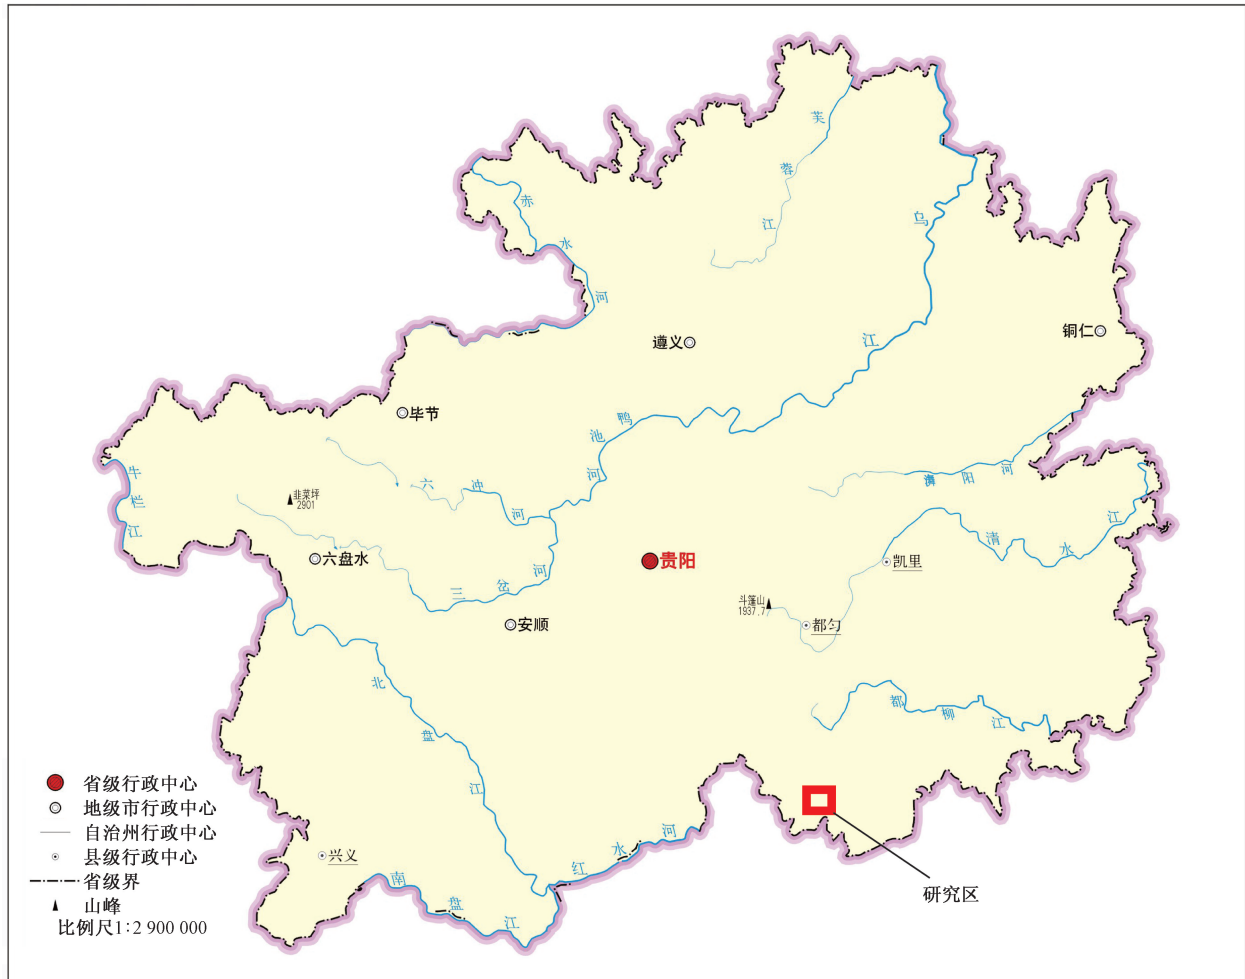 芙蓉江
赤水河
乌江
遵义
铜仁
毕节
鸭池河
牛栏江
韭菜坪
2901
六冲河
㵲阳河
清水江
六盘水
贵阳
凯里
三岔河
斗篷山
1937.7
安顺
都匀
北盘江
都柳江
省级行政中心
地级市行政中心
自治州行政中心
县级行政中心
省级界
山峰
比例尺1:2 900 000
兴义
南盘江
红水河
研究区